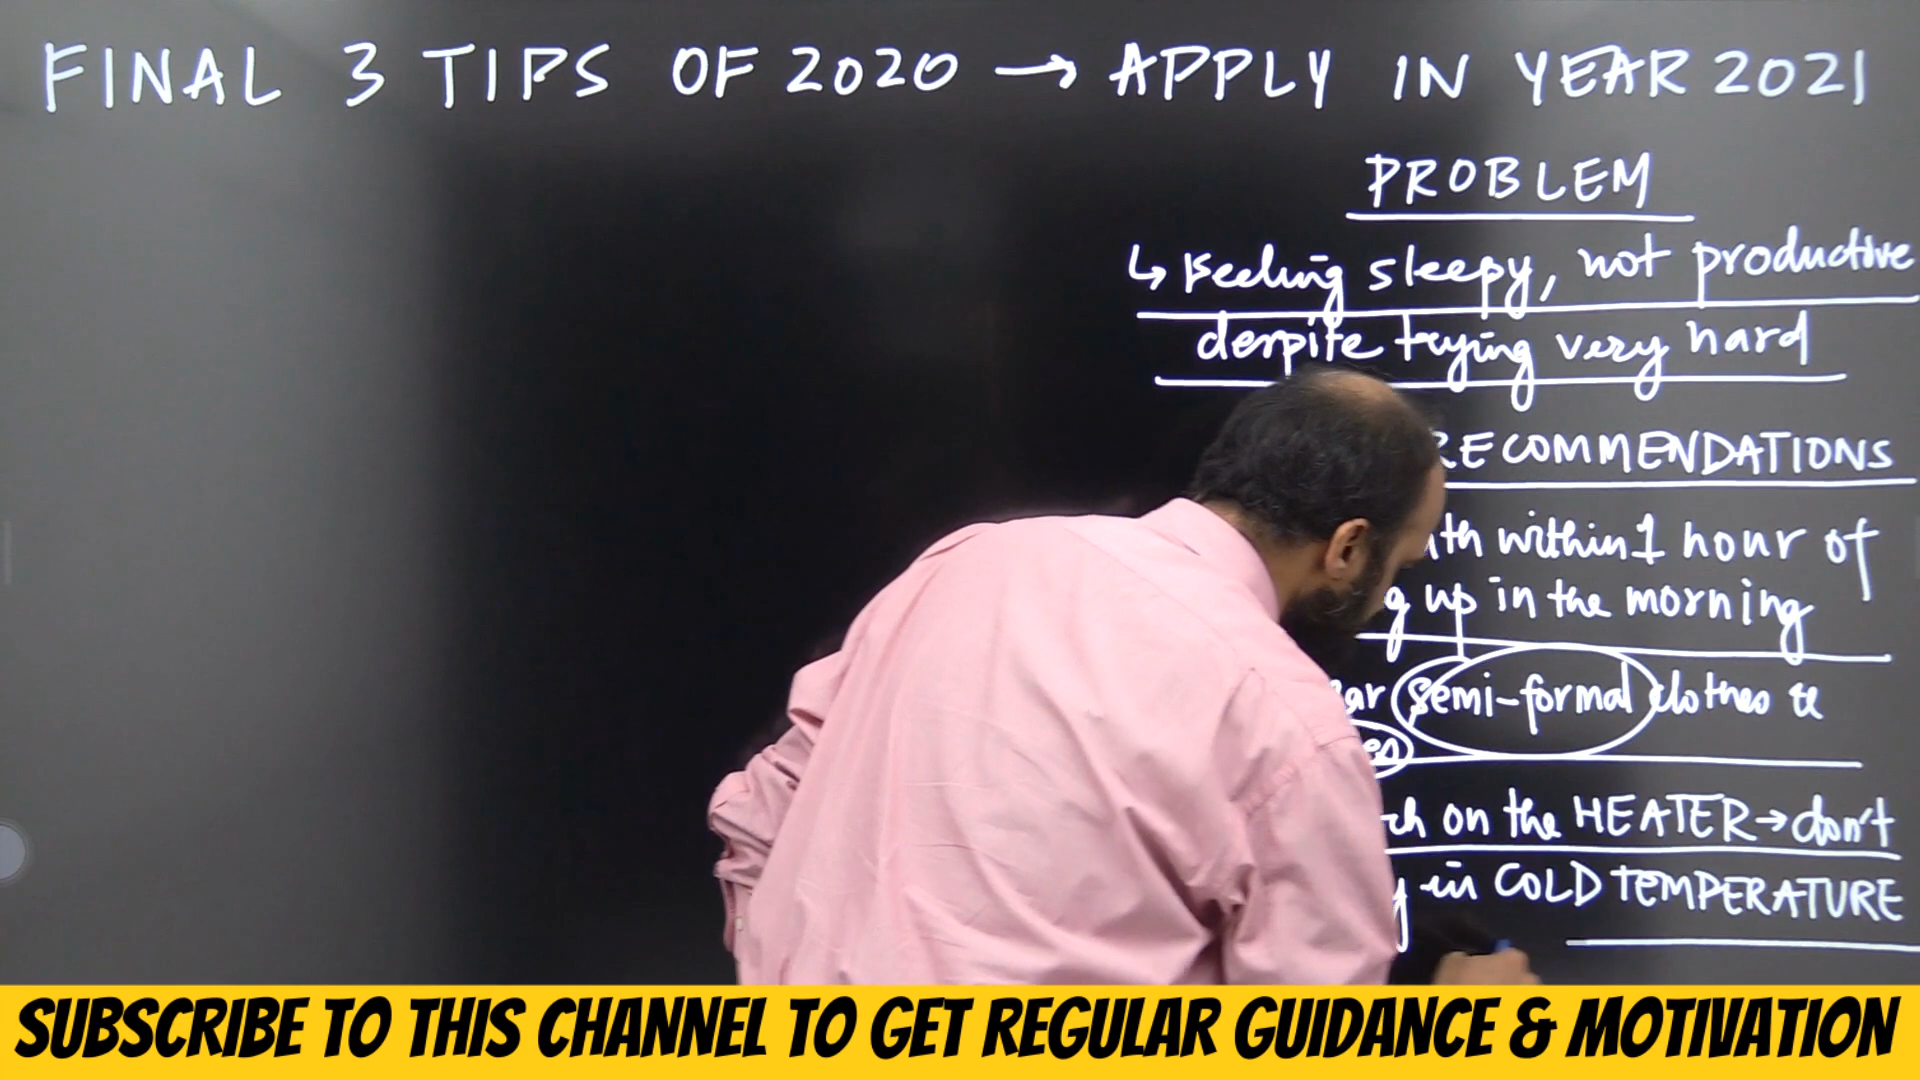 FINAL 3 TIPS OF 2020 → APPLY IN YEAR 2021
PROBLEM
↳ Feeling sleepy, not productive
despite trying very hard
RECOMMENDATIONS
within 1 hour of
up in the morning
semi-formal clothes &
on the HEATER → don't
in COLD TEMPERATURE
SUBSCRIBE TO THIS CHANNEL TO GET REGULAR GUIDANCE & MOTIVATION